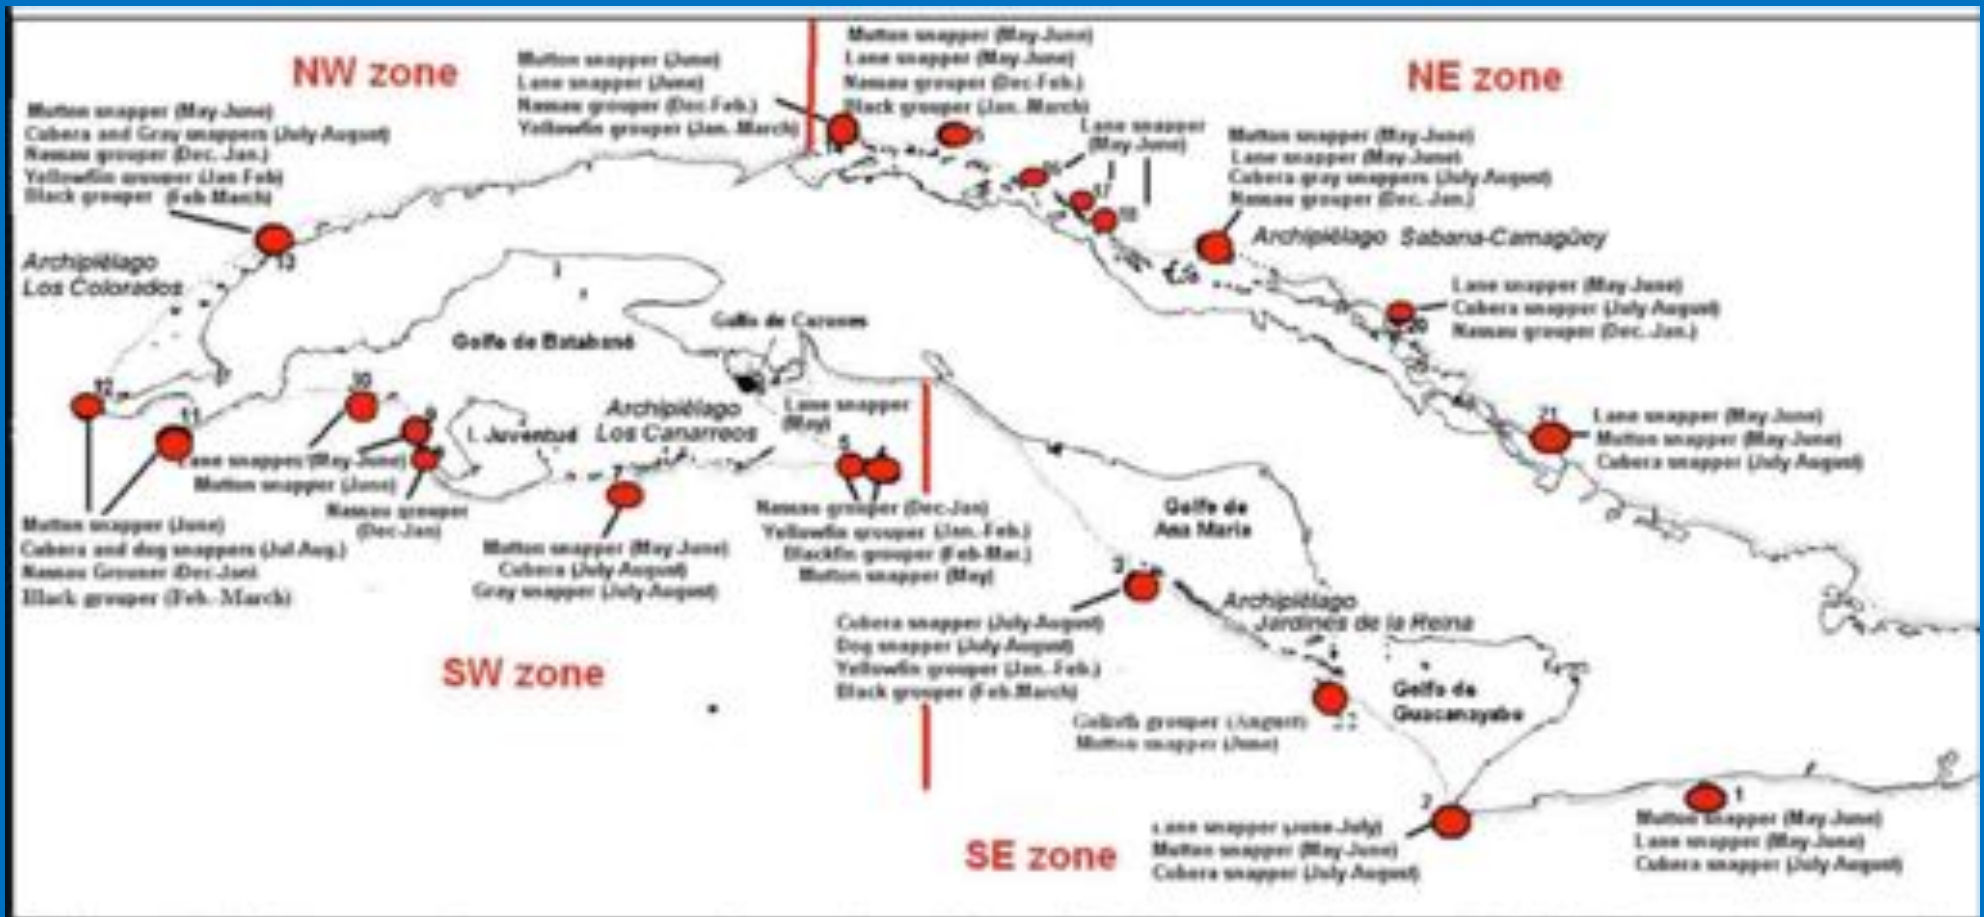 NW zone
Mutton snapper (June)
Lane snapper (June)
Nassau grouper (Dec-Feb.)
Yellowfin grouper (Jan. March)
Mutton snapper (May-June)
Lane snapper (May-June)
Nassau grouper (Dec-Feb.)
Black grouper (Jan. March)
NE zone
Mutton snapper (May-June)
Cubera and Gray snappers (July-August)
Nassau grouper (Dec. Jan.)
Yellowfin grouper (Jan Feb)
Black grouper (Feb March)
13
Archipiélago
Los Colorados
5
Lane snapper
(May-June)
17
18
Mutton snapper (May-June)
Lane snapper (May-June)
Cubera gray snappers (July-August)
Nassau grouper (Dec. Jan.)
Archipiélago Sabana-Camagüey
Lane snapper (May-June)
Cubera snapper (July-August)
Nassau grouper (Dec. Jan.)
20
21
Lane snapper (May-June)
Mutton snapper (May-June)
Cubera snapper (July-August)
Golfo de Batabanó
Golfo de Cazones
12
11
10
9
I. Juventud
Archipiélago
Los Canarreos
Lane snapper
(May)
Lane snapper (May-June)
Mutton snapper (June)
Nassau grouper
(Dec-Jan)
Mutton snapper (June)
Cubera and dog snappers (Jul-Aug.)
Nassau Grouper (Dec-Jan)
Black grouper (Feb. March)
7
Mutton snapper (May-June)
Cubera (July-August)
Gray snapper (July-August)
Nassau grouper (Dec-Jan)
Yellowfin grouper (Jan.-Feb.)
Blackfin grouper (Feb-Mar.)
Mutton snapper (May)
SW zone
Golfo de
Ana Maria
3
Archipiélago
Jardines de la Reina
Cubera snapper (July-August)
Dog snapper (July-August)
Yellowfin grouper (Jan.-Feb.)
Black grouper (Feb-March)
Goliath grouper (August)
Mutton snapper (June)
22
Golfo de
Guacanayabo
SE zone
2
Lane snapper (June-July)
Mutton snapper (May-June)
Cubera snapper (July-August)
1
Mutton snapper (May-June)
Lane snapper (May-June)
Cubera snapper (July-August)